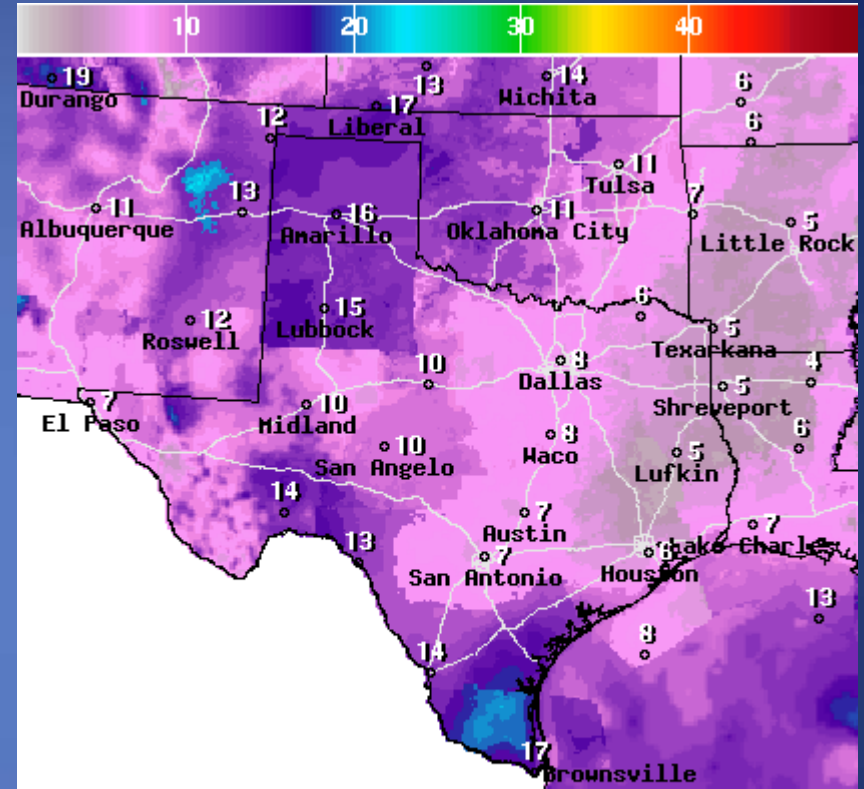 10 20 30 40
19 13 14
Durango Wichita 6
17
Liberal
12 6
11
Tulsa
13 7
11 16 11 5
Albuquerque Amarillo Oklahoma City Little Rock
15 6
12 Lubbock 5
Roswell Texarkana
8
10 Dallas 5 4
7 10 Shreveport
El Paso Midland
8
10 Waco 5 6
San Angelo Lufkin
14 7 7
Austin
13 7 6 Lake Charles
San Antonio Houston
13
14 8
17
Brownsville